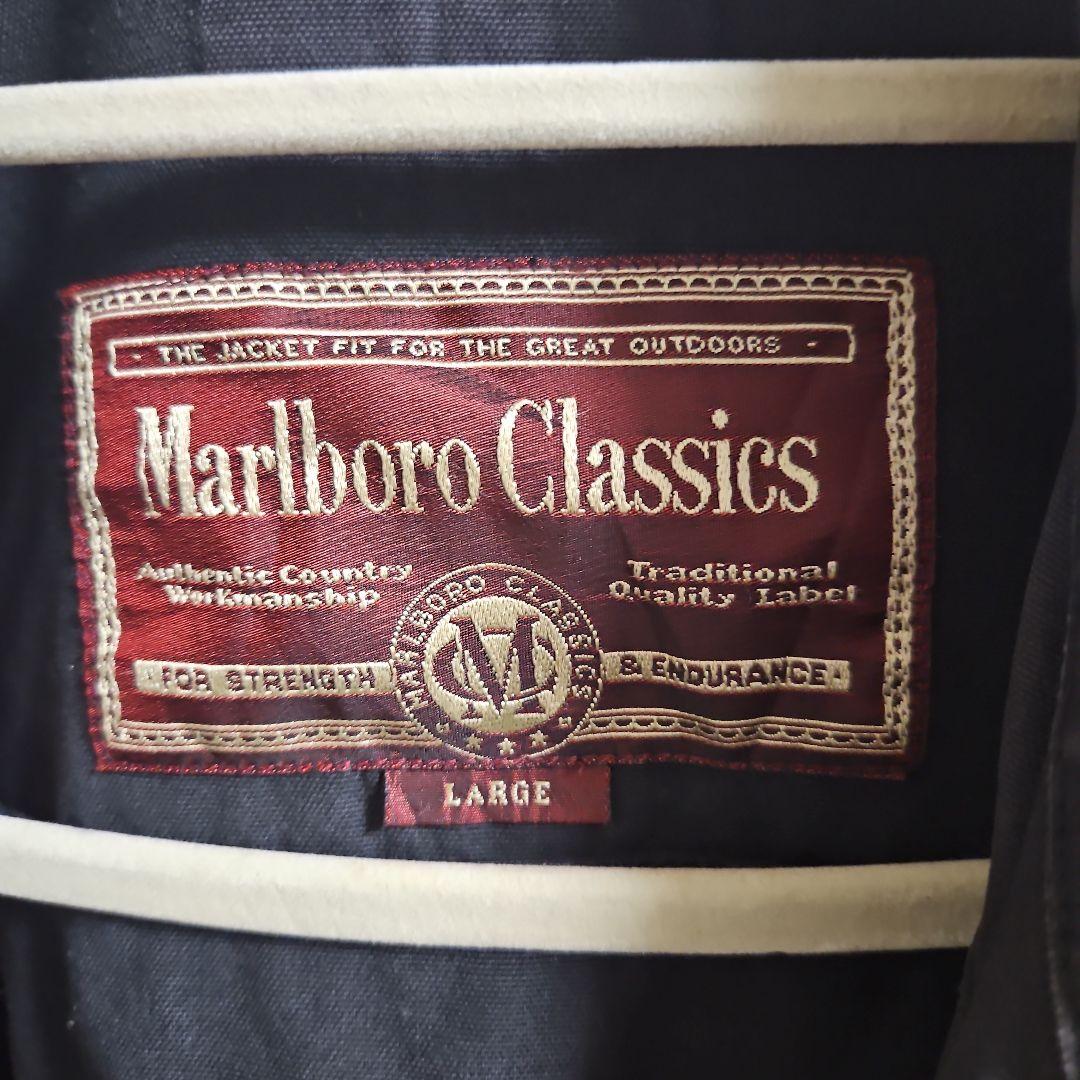 - THE JACKET FIT FOR THE GREAT OUTDOORS -
Marlboro Classics
Authentic Country
Workmanship
Traditional
Quality Label
MARLBORO CLASSICS
MC
· FOR STRENGTH
& ENDURANCE ·
LARGE